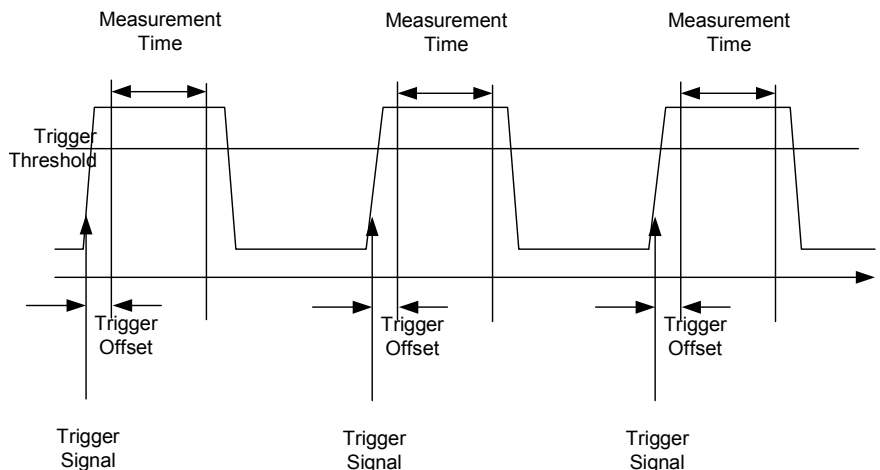 Measurement
Time
Measurement
Time
Measurement
Time
Trigger
Threshold
Trigger
Offset
Trigger
Offset
Trigger
Offset
Trigger
Signal
Trigger
Signal
Trigger
Signal